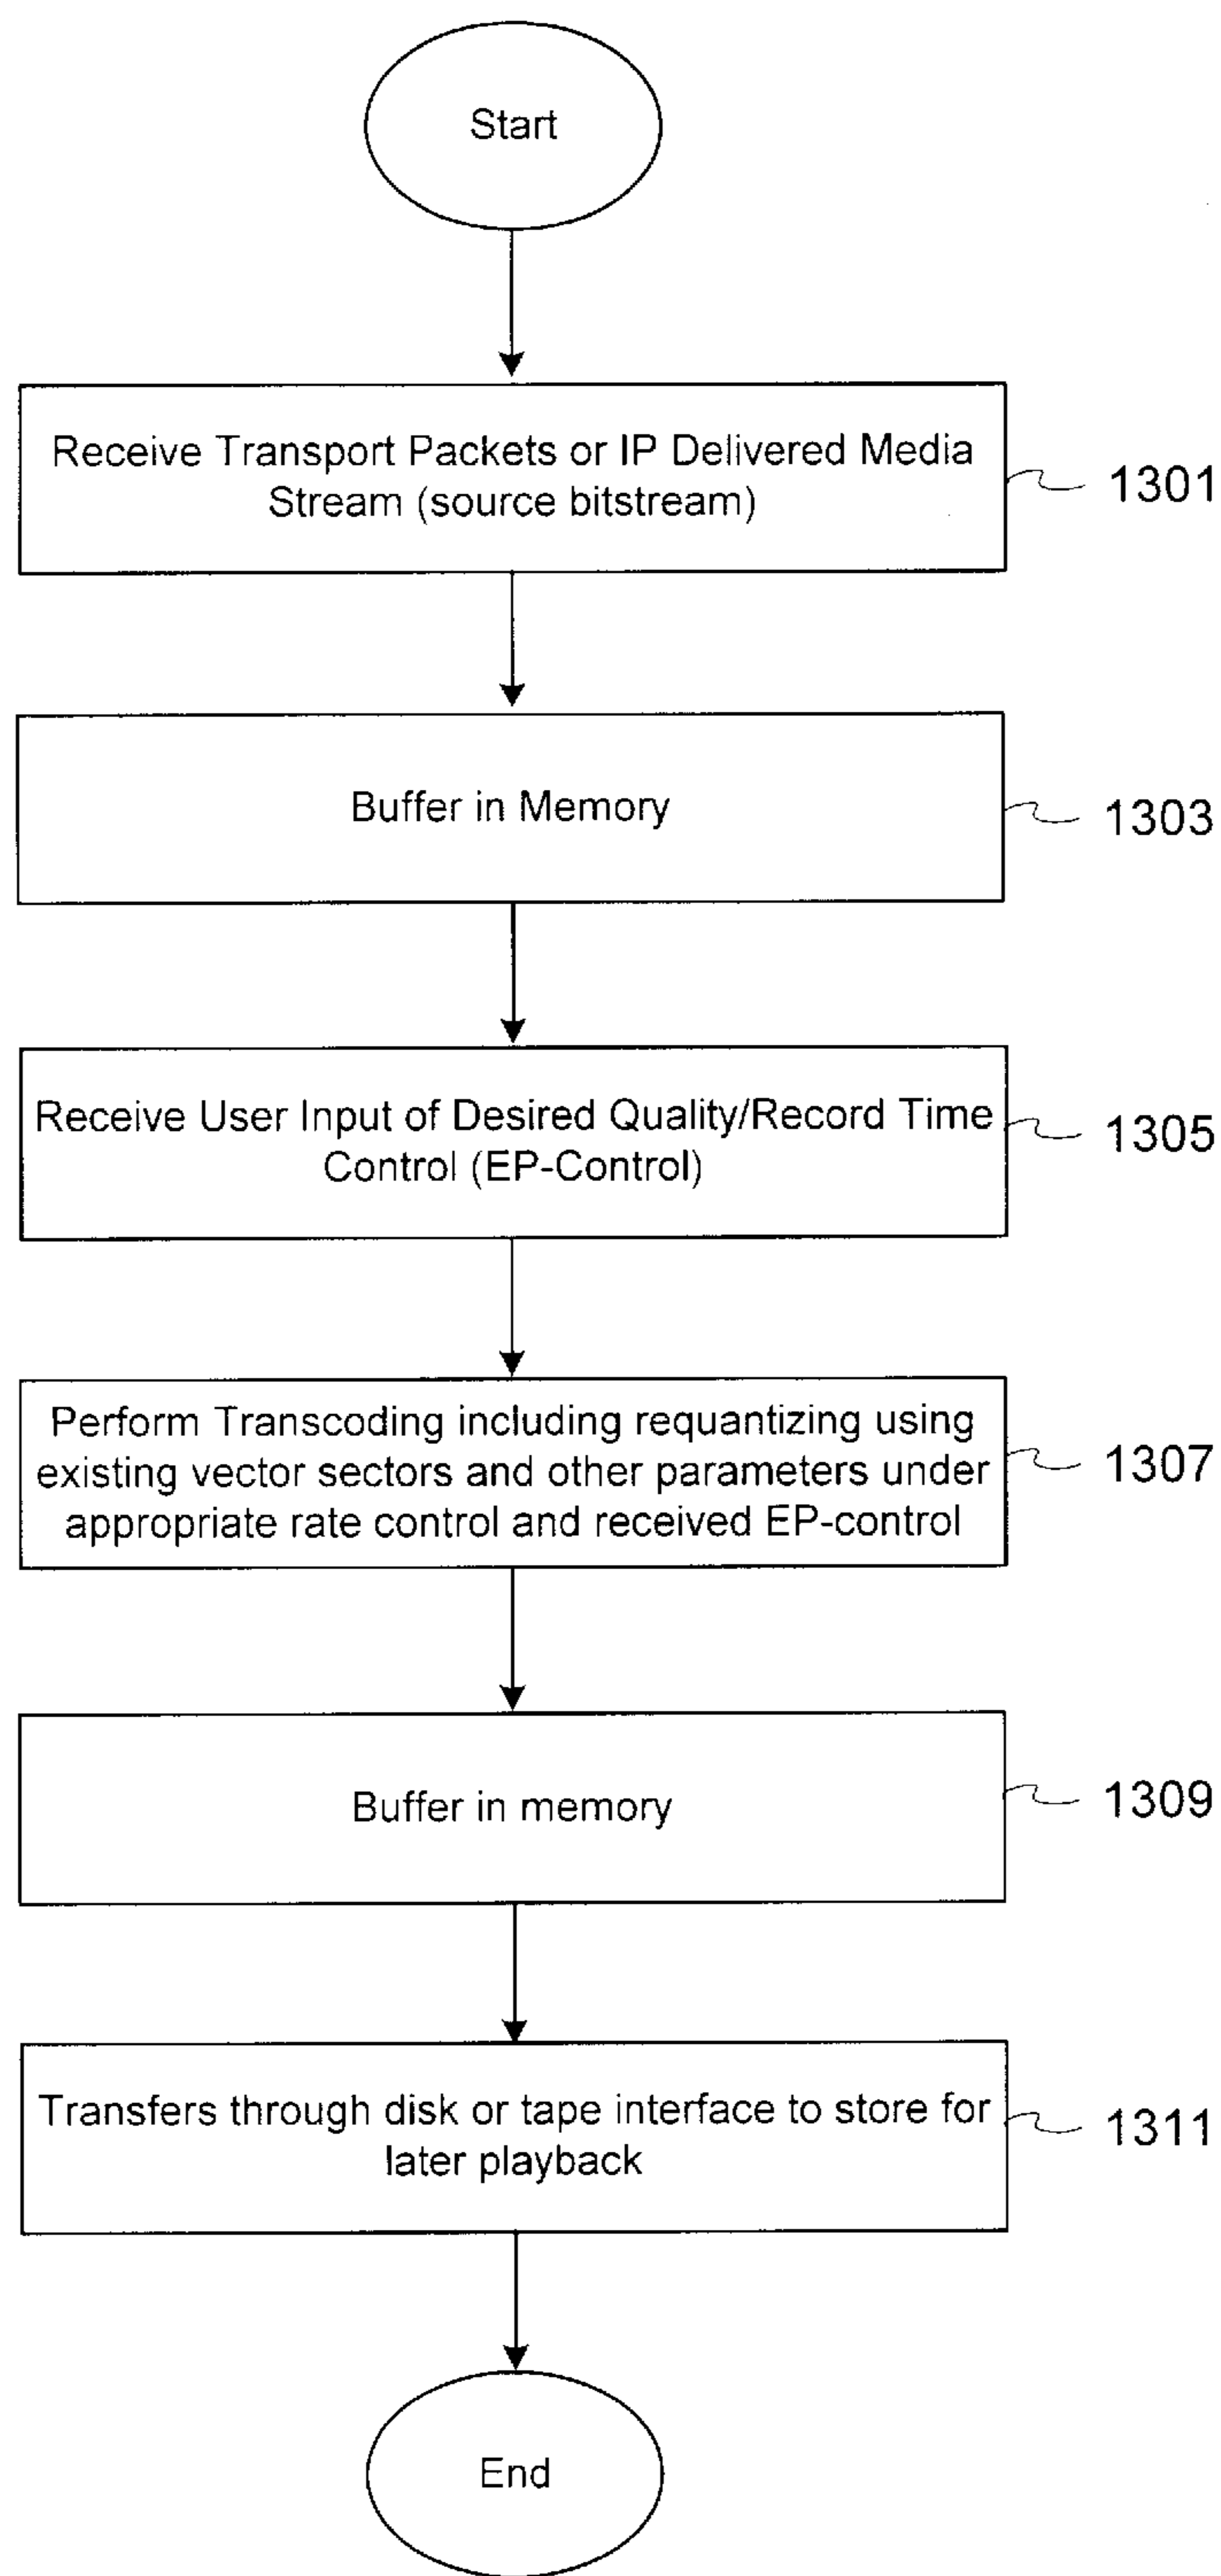 Start
Receive Transport Packets or IP Delivered Media
Stream (source bitstream)
1301
Buffer in Memory
1303
Receive User Input of Desired Quality/Record Time
Control (EP-Control)
1305
Perform Transcoding including requantizing using
existing vector sectors and other parameters under
appropriate rate control and received EP-control
1307
Buffer in memory
1309
Transfers through disk or tape interface to store for
later playback
1311
End